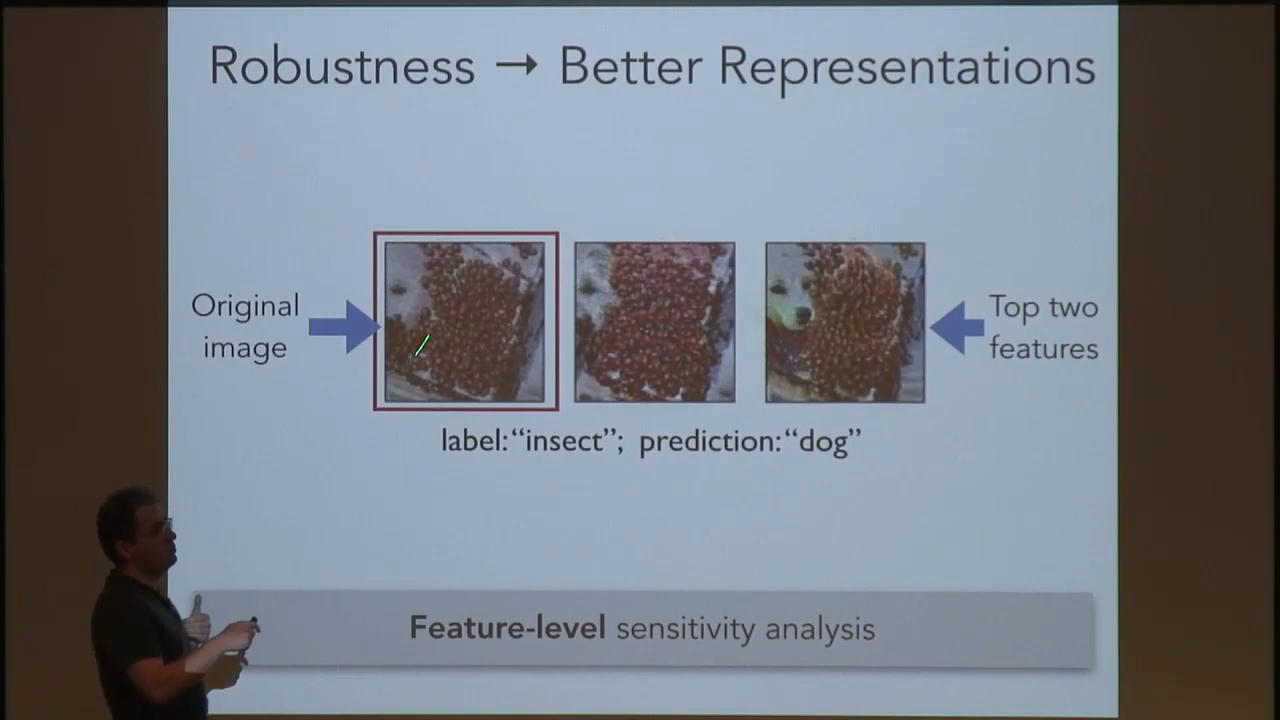 Robustness → Better Representations
Original
image
Top two
features
label: “insect”; prediction: “dog”
Feature-level sensitivity analysis